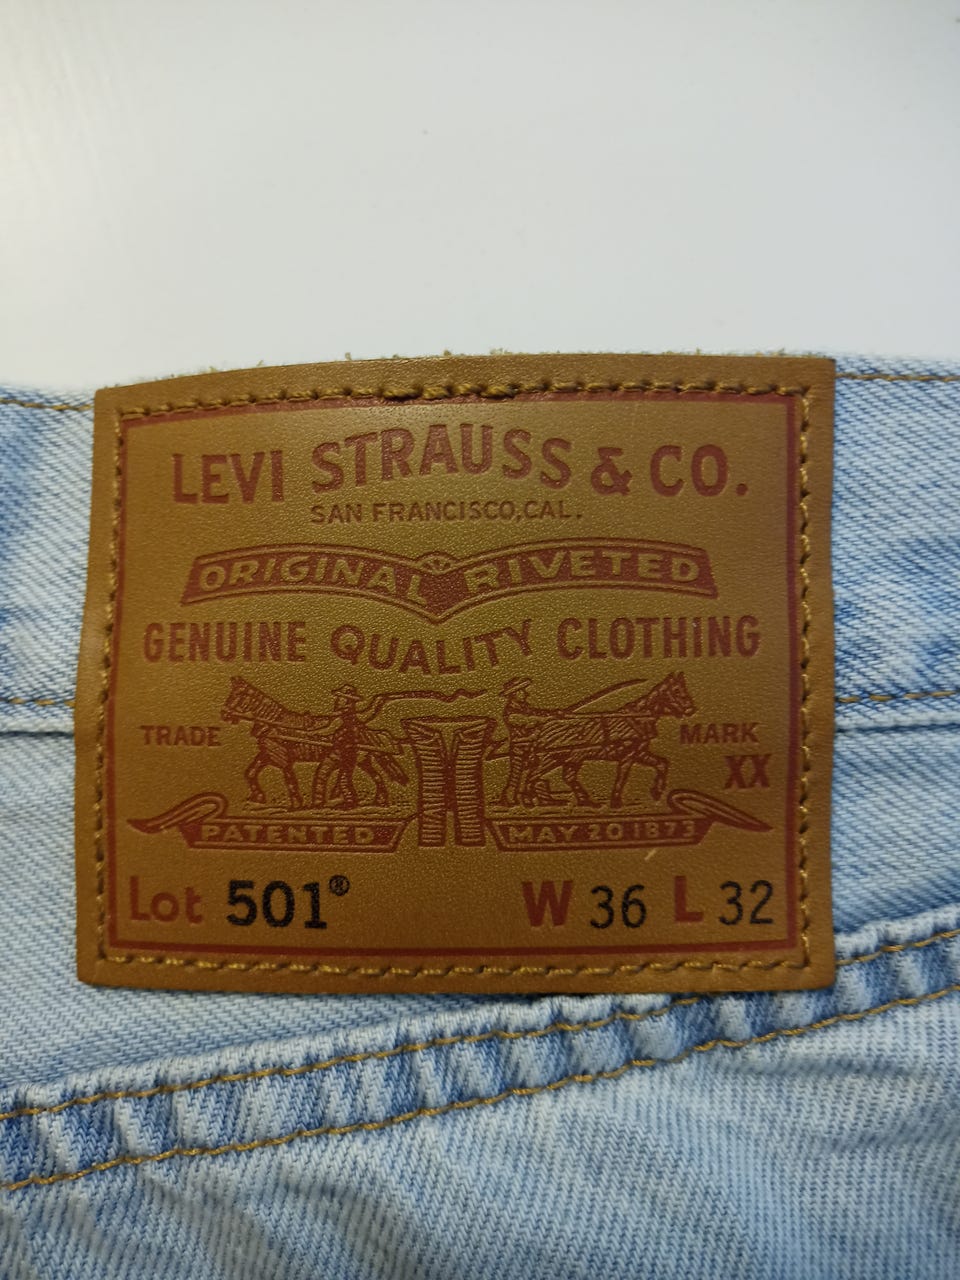 LEVI STRAUSS & CO.
SAN FRANCISCO, CAL.
ORIGINAL RIVETED
GENUINE QUALITY CLOTHING
TRADE MARK
XX
PATENTED MAY 20 1873
Lot 501® W 36 L 32